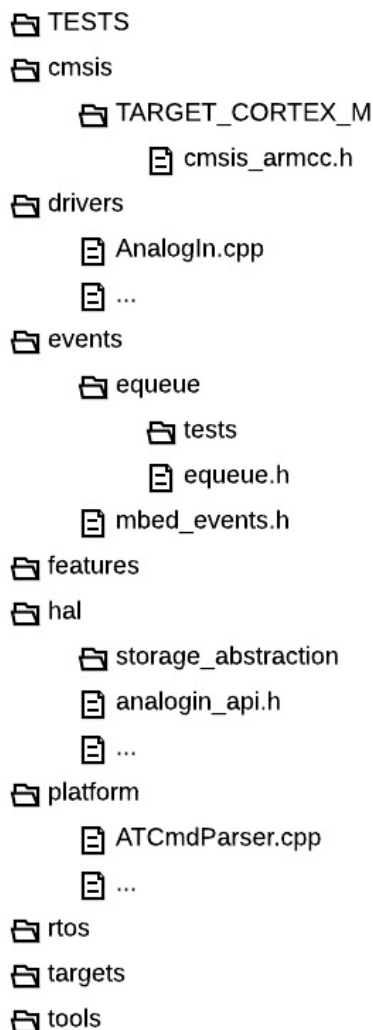 TESTS
cmsis
TARGET_CORTEX_M
cmsis_armcc.h
drivers
AnalogIn.cpp
...
events
equeue
tests
equeue.h
mbed_events.h
features
hal
storage_abstraction
analogin_api.h
...
platform
ATCmdParser.cpp
...
rtos
targets
tools